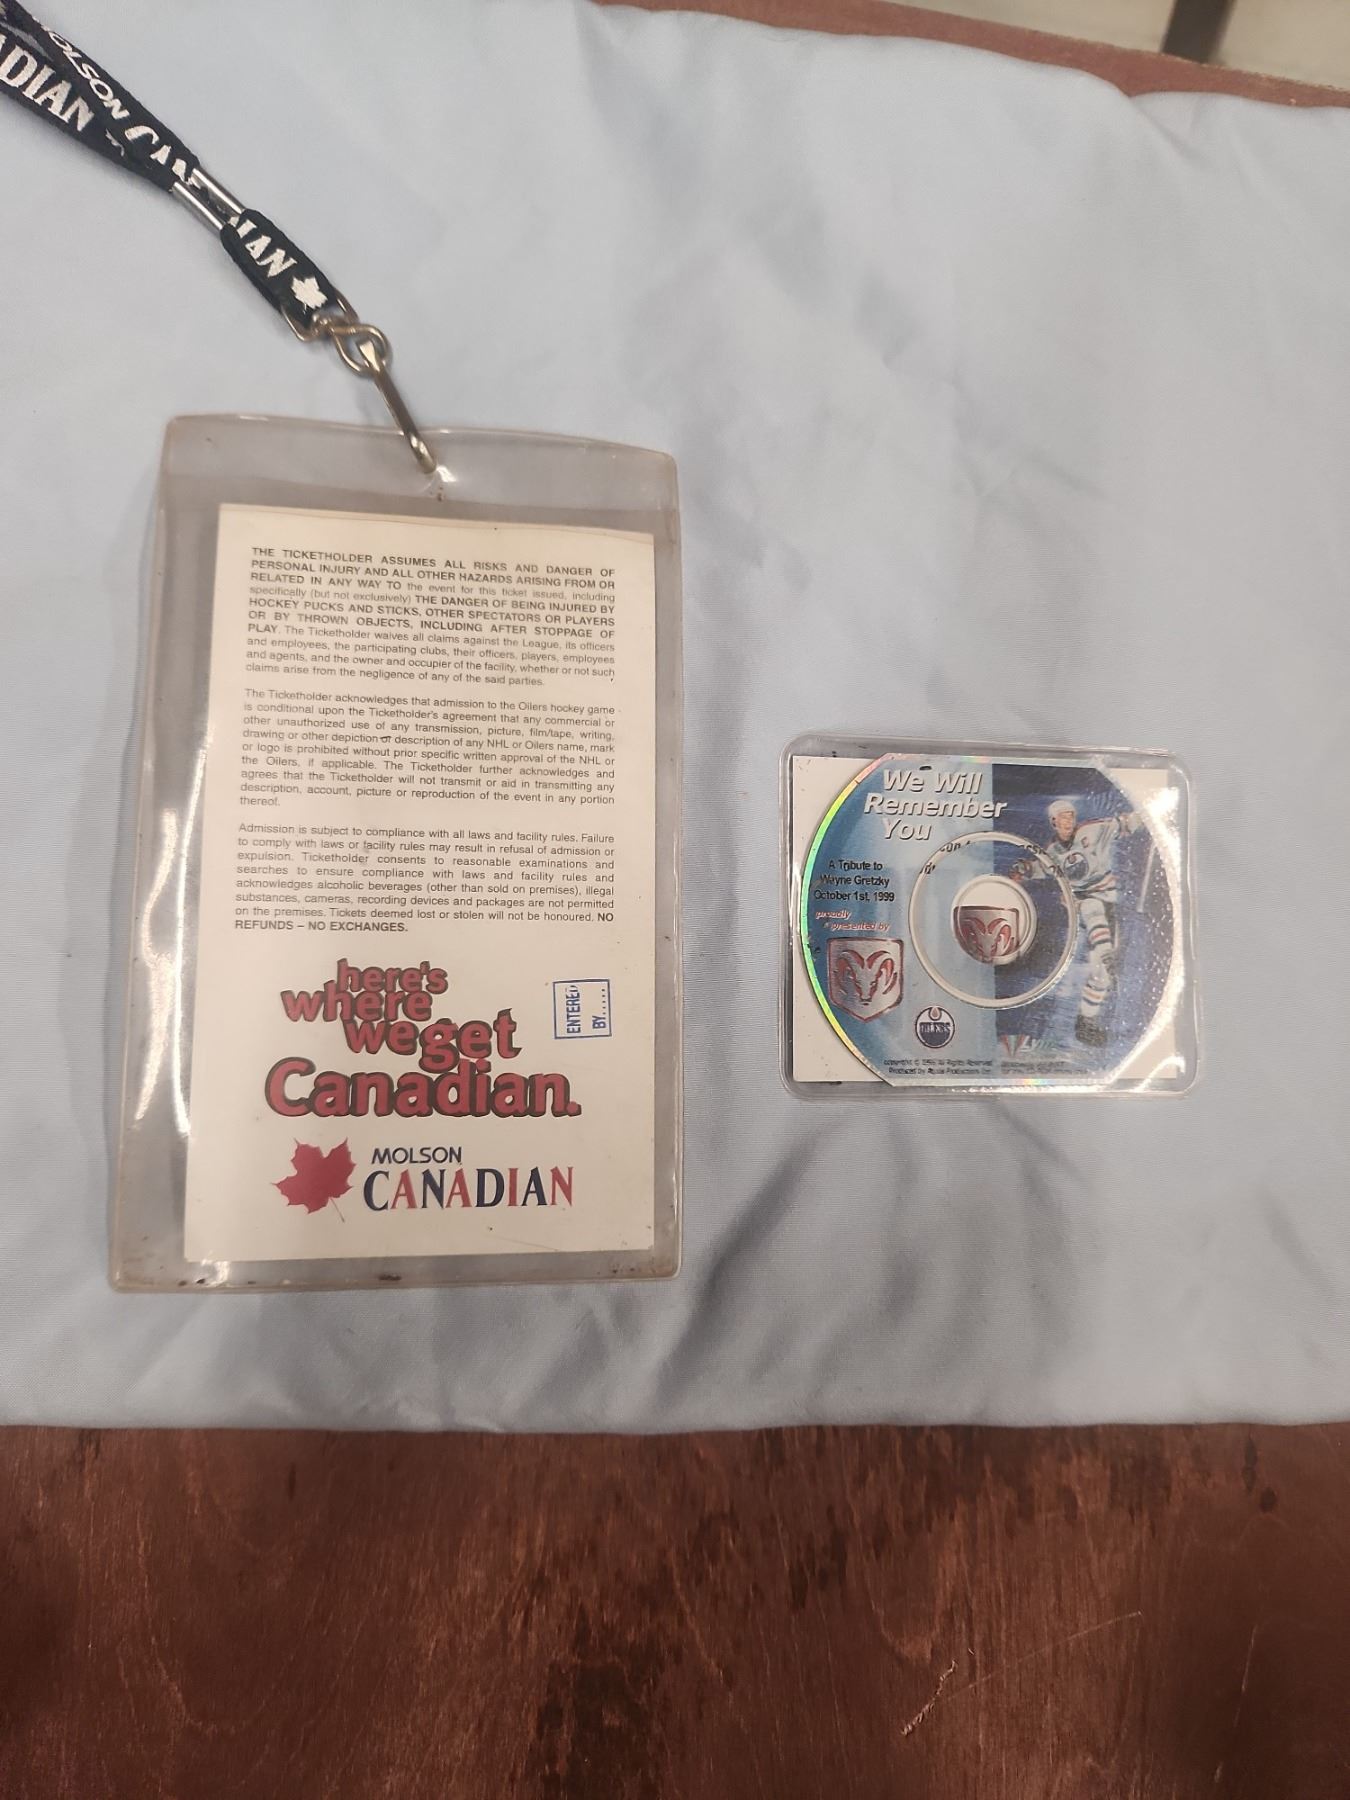 MOLSON CA
DIAN
IAN
THE TICKETHOLDER ASSUMES ALL RISKS AND DANGER OF
PERSONAL INJURY AND ALL OTHER HAZARDS ARISING FROM OR
RELATED IN ANY WAY TO the event for this ticket issued, including
specifically (but not exclusively) THE DANGER OF BEING INJURED BY
HOCKEY PUCKS AND STICKS, OTHER SPECTATORS OR PLAYERS
OR BY THROWN OBJECTS, INCLUDING AFTER STOPPAGE OF
PLAY. The Ticketholder waives all claims against the League, its officers
and employees, the participating clubs, their officers, players, employees
and agents, and the owner and occupier of the facility, whether or not such
claims arise from the negligence of any of the said parties.
The Ticketholder acknowledges that admission to the Oilers hockey game
is conditional upon the Ticketholder's agreement that any commercial or
other unauthorized use of any transmission, picture, film/tape, writing,
drawing or other depiction or description of any NHL or Oilers name, mark
or logo is prohibited without prior specific written approval of the NHL or
the Oilers, if applicable. The Ticketholder further acknowledges and
agrees that the Ticketholder will not transmit or aid in transmitting any
description, account, picture or reproduction of the event in any portion
thereof.
Admission is subject to compliance with all laws and facility rules. Failure
to comply with laws or facility rules may result in refusal of admission or
expulsion. Ticketholder consents to reasonable examinations and
searches to ensure compliance with laws and facility rules and
acknowledges alcoholic beverages (other than sold on premises), illegal
substances, cameras, recording devices and packages are not permitted
on the premises. Tickets deemed lost or stolen will not be honoured. NO
REFUNDS – NO EXCHANGES.
here's
where
we get
Canadian.
ENTERED
BY.....
MOLSON
CANADIAN
We Will
Remember
You
A Tribute to
Wayne Gretzky
October 1st, 1999
proudly
presented by
OILERS
copyright © 1999 All Rights Reserved
Produced by